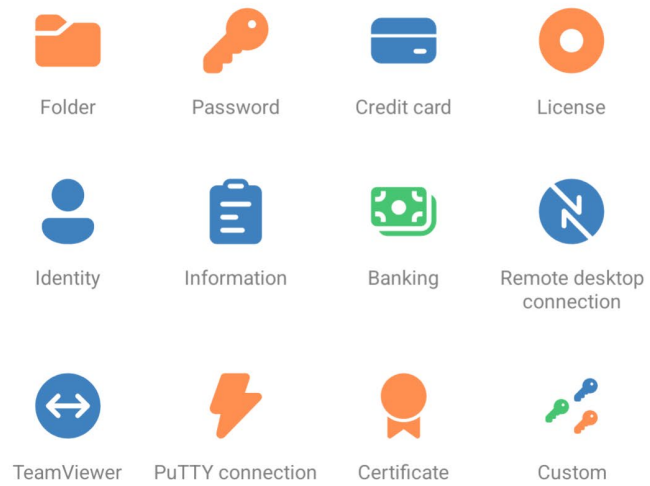 Folder
Password
Credit card
License
Identity
Information
Banking
Remote desktop
connection
TeamViewer
PuTTY connection
Certificate
Custom